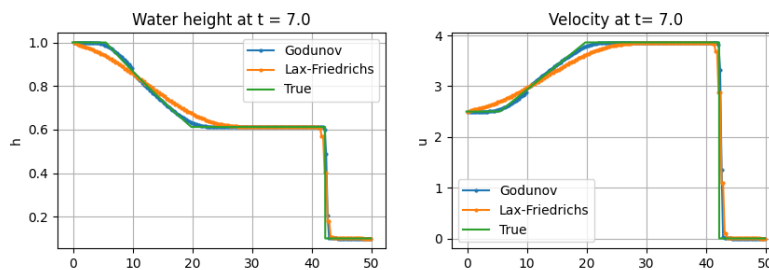 Water height at t = 7.0
h
1.0
0.8
0.6
0.4
0.2
0 10 20 30 40 50
Godunov
Lax-Friedrichs
True
Velocity at t= 7.0
u
4
3
2
1
0
0 10 20 30 40 50
Godunov
Lax-Friedrichs
True